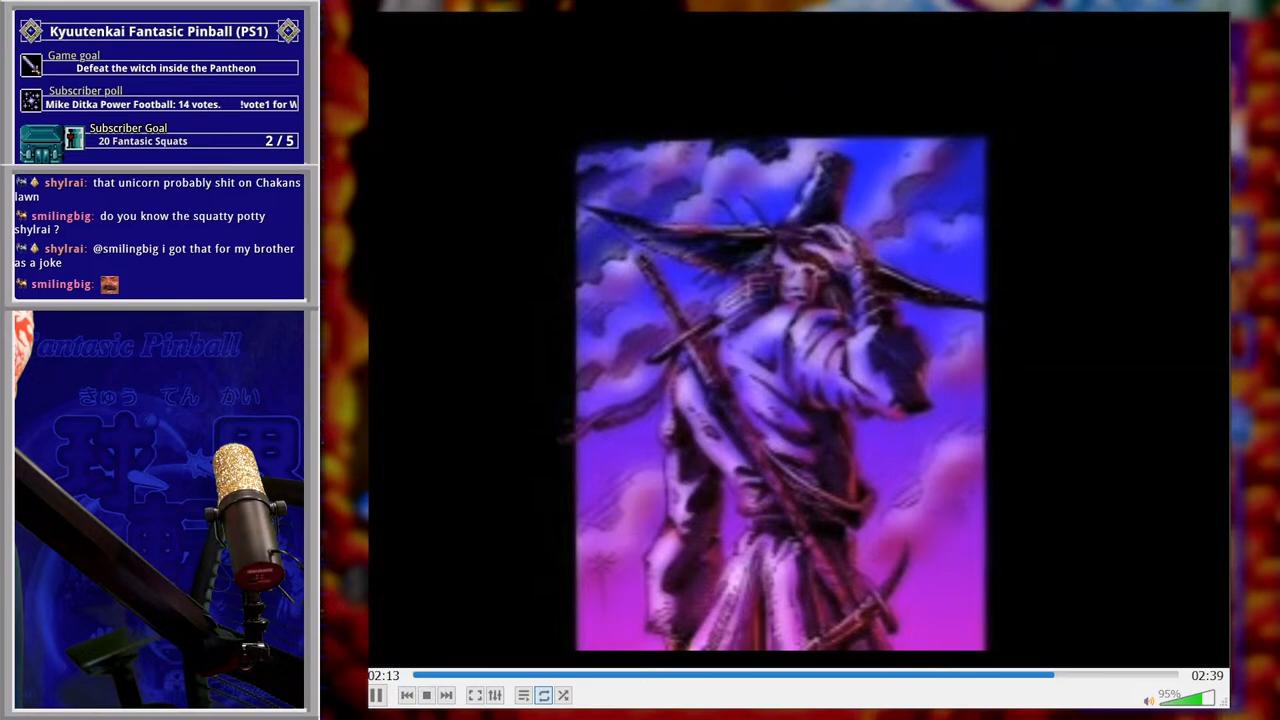 Kyuutenkai Fantasic Pinball (PS1)
Game goal
Defeat the witch inside the Pantheon
Subscriber poll
Mike Ditka Power Football: 14 votes. !vote1 for W
Subscriber Goal
20 Fantasic Squats 2 / 5
shylrai: that unicorn probably shit on Chakans
lawn
smilingbig: do you know the squatty potty
shylrai ?
shylrai: @smilingbig i got that for my brother
as a joke
smilingbig:
antasic Pinball
きゅう てん かい
球 界
02:13
02:39
95%